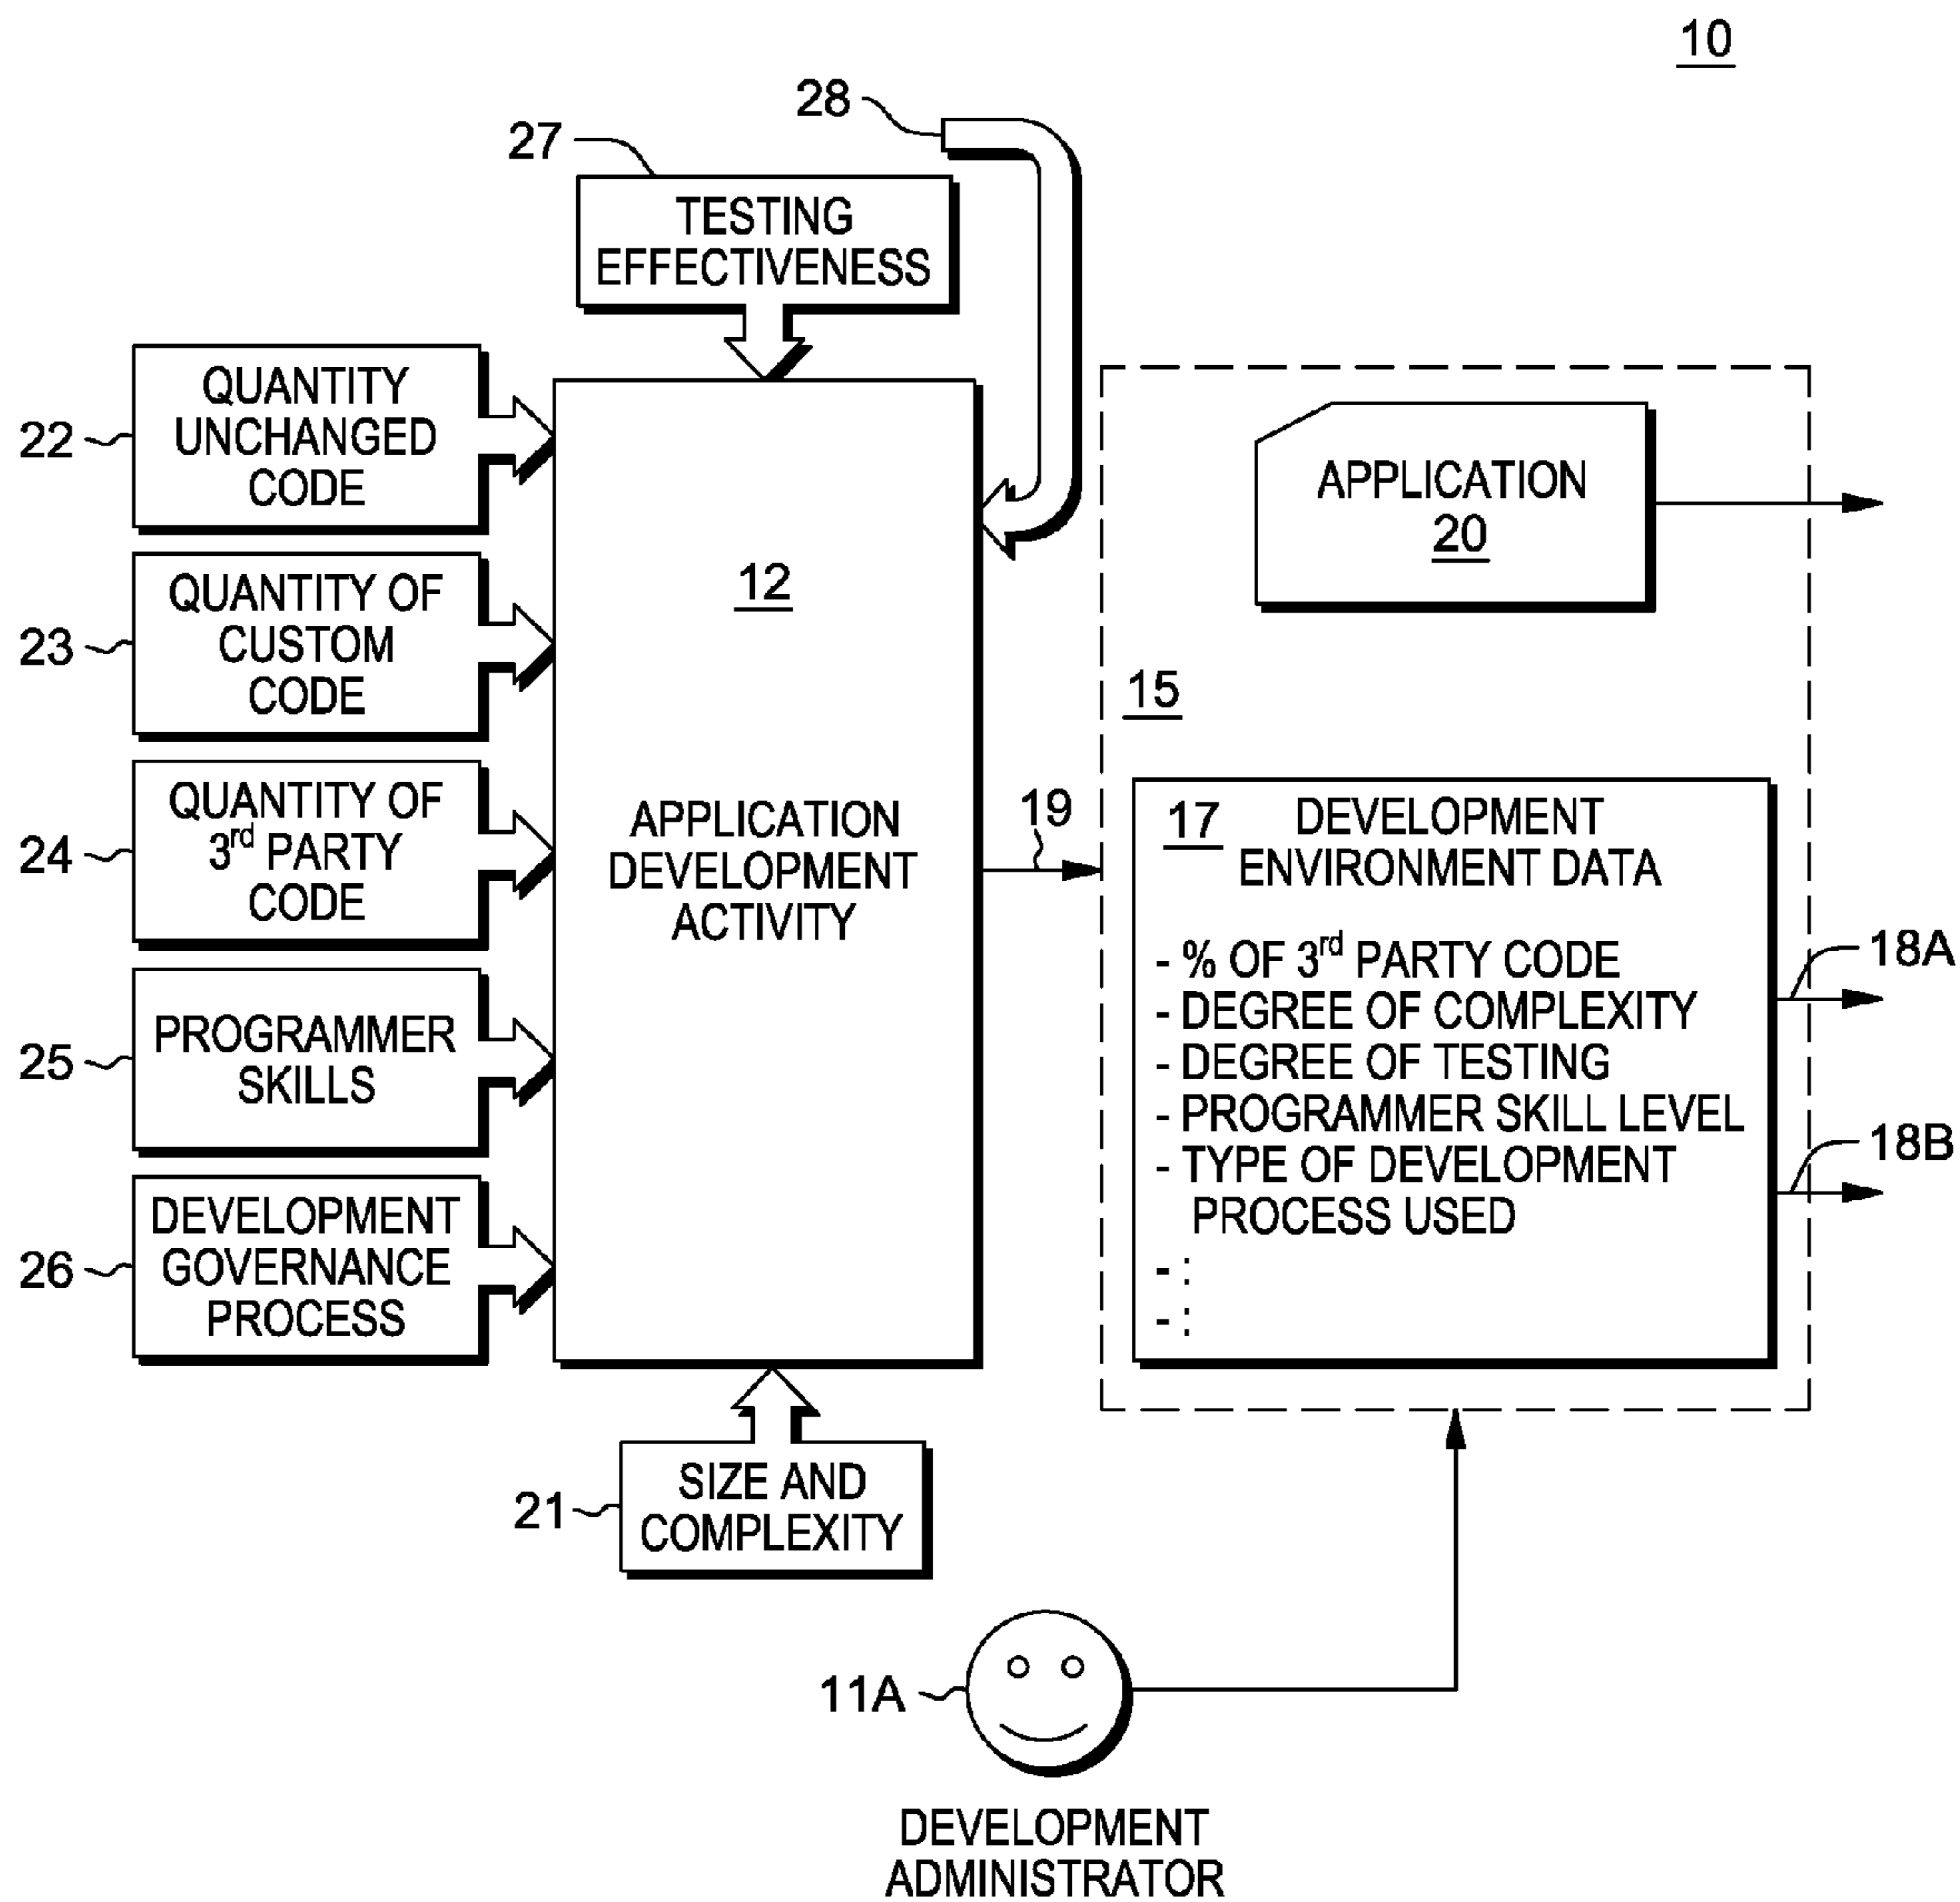 10
28
27
TESTING
EFFECTIVENESS
22
QUANTITY
UNCHANGED
CODE
23
QUANTITY OF
CUSTOM
CODE
24
QUANTITY OF
3rd PARTY
CODE
25
PROGRAMMER
SKILLS
26
DEVELOPMENT
GOVERNANCE
PROCESS
12
APPLICATION
DEVELOPMENT
ACTIVITY
21
SIZE AND
COMPLEXITY
19
15
APPLICATION
20
17
DEVELOPMENT
ENVIRONMENT DATA
- % OF 3rd PARTY CODE
- DEGREE OF COMPLEXITY
- DEGREE OF TESTING
- PROGRAMMER SKILL LEVEL
- TYPE OF DEVELOPMENT
PROCESS USED
- :
- :
18A
18B
11A
DEVELOPMENT
ADMINISTRATOR